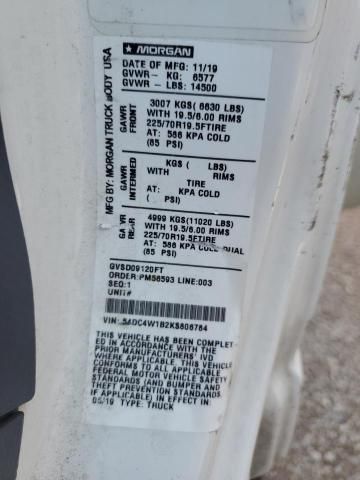 MORGAN
DATE OF MFG: 11/19
GVWR- KG: 6577
GVWR- LBS: 14500
MFG BY: MORGAN TRUCK BODY USA
GAWR
FRONT
3007 KGS (6630 LBS)
WITH 19.5/6.00 RIMS
225/70R19.5FTIRE
AT: 586 KPA COLD
(85 PSI)
GAWR
INTERMED
KGS ( LBS)
WITH RIMS
TIRE
AT: KPA COLD
( . PSI)
GAWR
REAR
4999 KGS(11020 LBS)
WITH 19.5/6.00 RIMS
225/70R19.5FTIRE
AT: 586 KPA COLD DUAL
(85 PSI)
GVSD09120FT
ORDER:PM56593 LINE:003
SEQ:1
UNIT#
VIN: 54DC4W1B2KS806784
THIS VEHICLE HAS BEEN COMPLET-
ED IN ACCORDANCE WITH THE
PRIOR MANUFACTURERS' IVD
WHERE APPLICABLE. THIS VEHICLE
CONFORMS TO ALL APPLICABLE
FEDERAL MOTOR VEHICLE SAFETY
STANDARDS (AND BUMPER AND
THEFT PREVENTION STANDARDS
IF APPLICABLE) IN EFFECT IN
05/19 TYPE: TRUCK